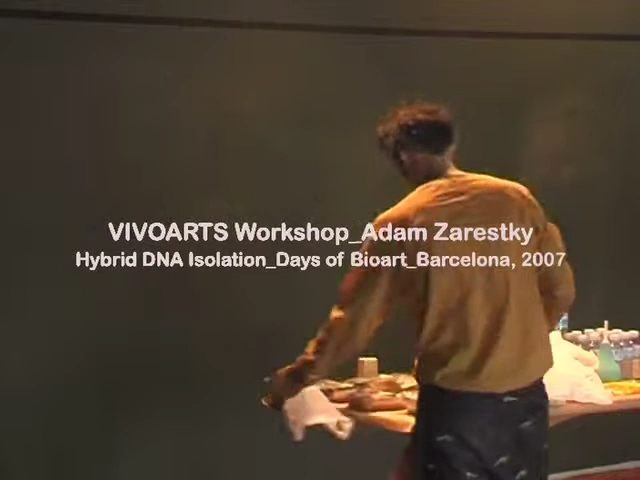 VIVOARTS Workshop_Adam Zarestky
Hybrid DNA Isolation_Days of Bioart_Barcelona, 2007